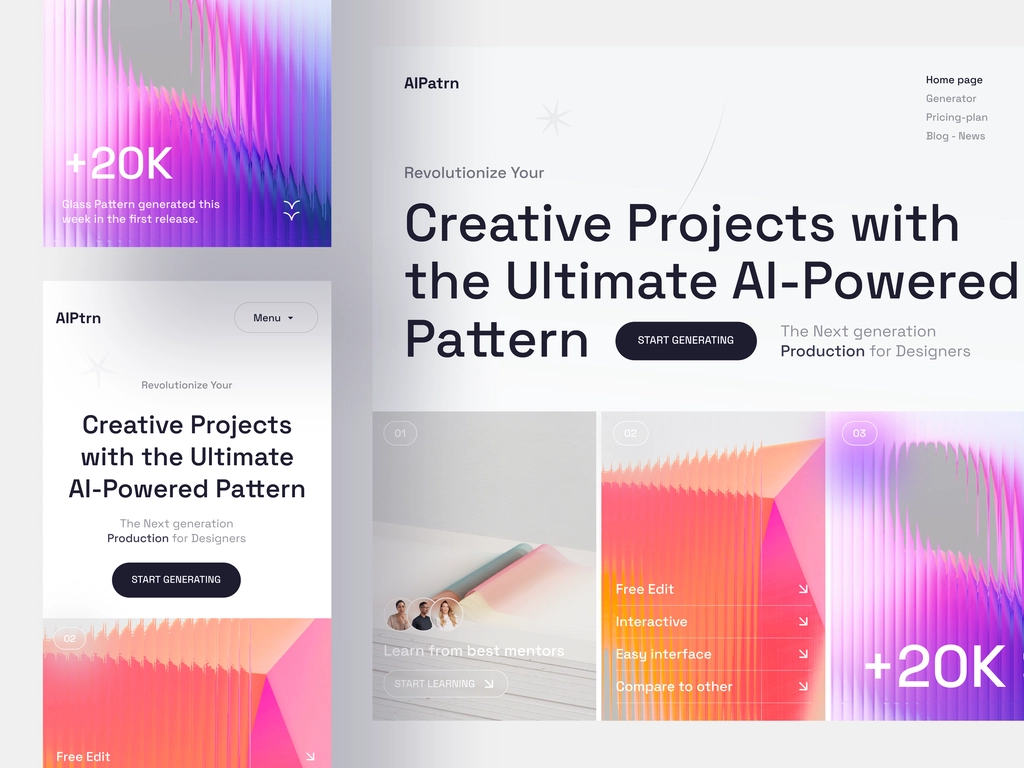 +20K
Glass Pattern generated this
week in the first release.
AIPtrn
Menu
Revolutionize Your
Creative Projects
with the Ultimate
AI-Powered Pattern
The Next generation
Production for Designers
START GENERATING
02
Free Edit
AIPatrn
Home page
Generator
Pricing-plan
Blog - News
Revolutionize Your
Creative Projects with
the Ultimate AI-Powered
Pattern
START GENERATING
The Next generation
Production for Designers
01
Learn from best mentors
START LEARNING
02
Free Edit
Interactive
Easy interface
Compare to other
03
+20K